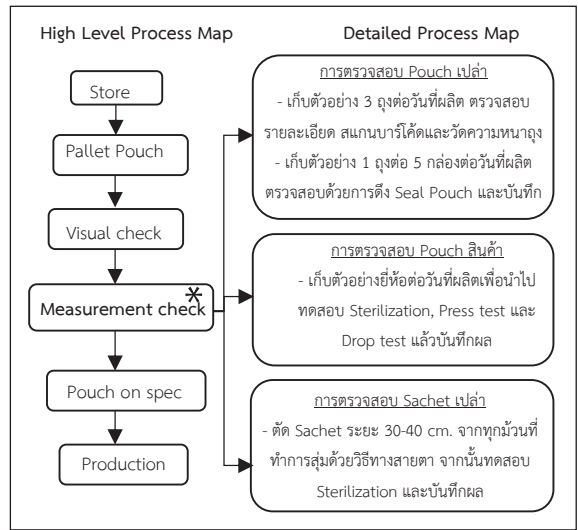 High Level Process Map
Store
Pallet Pouch
Visual check
Measurement check*
Pouch on spec
Production
Detailed Process Map
การตรวจสอบ Pouch เปล่า
- เก็บตัวอย่าง 3 ถุงต่อวันที่ผลิต ตรวจสอบ
รายละเอียด สแกนบาร์โค้ดและวัดความหนาถุง
- เก็บตัวอย่าง 1 ถุงต่อ 5 กล่องต่อวันที่ผลิต
ตรวจสอบด้วยการดึง Seal Pouch และบันทึก
การตรวจสอบ Pouch สินค้า
- เก็บตัวอย่างยี่ห้อต่อวันที่ผลิตเพื่อนำไป
ทดสอบ Sterilization, Press test และ
Drop test แล้วบันทึกผล
การตรวจสอบ Sachet เปล่า
- ตัด Sachet ระยะ 30-40 cm. จากทุกม้วนที่
ทำการสุ่มด้วยวิธีทางสายตา จากนั้นทดสอบ
Sterilization และบันทึกผล